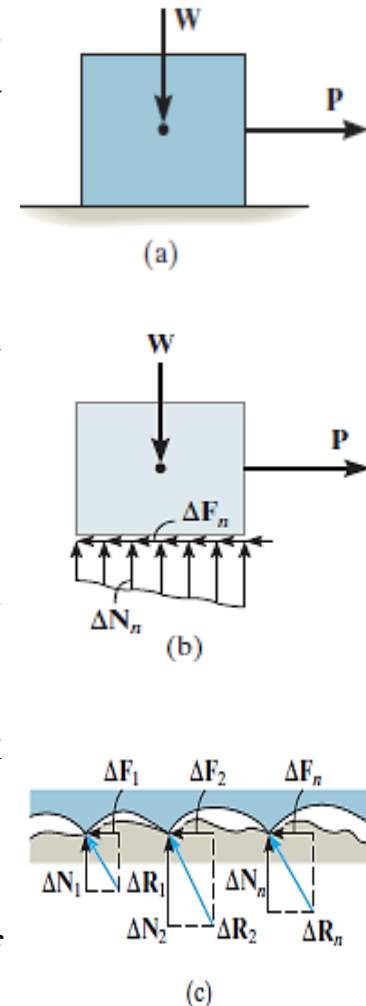 W
P
(a)
W
P
ΔFₙ
ΔNₙ
(b)
ΔF₁ ΔF₂ ΔFₙ
ΔN₁ ΔR₁ ΔNₙ
ΔN₂ ΔR₂ ΔRₙ
(c)